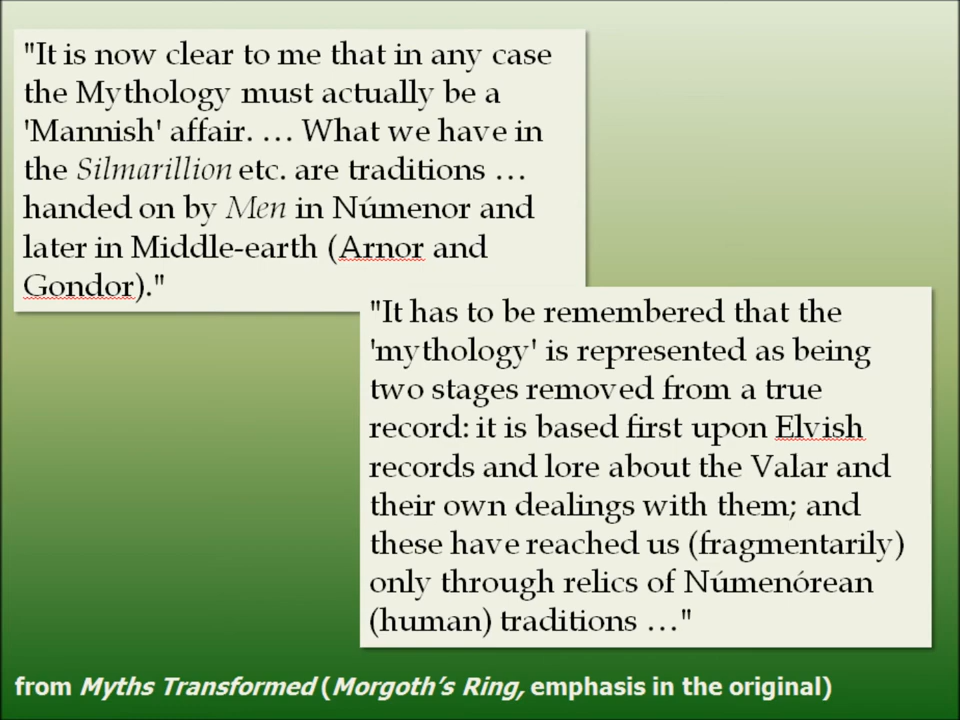 "It is now clear to me that in any case
the Mythology must actually be a
'Mannish' affair. … What we have in
the Silmarillion etc. are traditions …
handed on by Men in Númenor and
later in Middle-earth (Arnor and
Gondor)."
"It has to be remembered that the
'mythology' is represented as being
two stages removed from a true
record: it is based first upon Elvish
records and lore about the Valar and
their own dealings with them; and
these have reached us (fragmentarily)
only through relics of Númenórean
(human) traditions …"
from Myths Transformed (Morgoth's Ring, emphasis in the original)